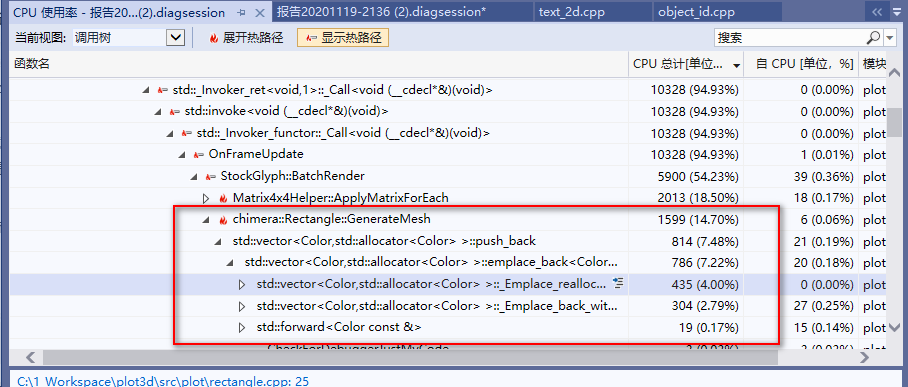 CPU 使用率 - 报告20...(2).diagsession 报告20201119-2136 (2).diagsession* text_2d.cpp object_id.cpp
当前视图: 调用树 展开热路径 显示热路径 搜索
函数名 CPU 总计[单位... 自 CPU [单位, %] 模块
std::_Invoker_ret<void,1>::_Call<void (__cdecl*&)(void)> 10328 (94.93%) 0 (0.00%) plot
std::invoke<void (__cdecl*&)(void)> 10328 (94.93%) 0 (0.00%) plot
std::_Invoker_functor::_Call<void (__cdecl*&)(void)> 10328 (94.93%) 0 (0.00%) plot
OnFrameUpdate 10328 (94.93%) 1 (0.01%) plot
StockGlyph::BatchRender 5900 (54.23%) 39 (0.36%) plot
Matrix4x4Helper::ApplyMatrixForEach 2013 (18.50%) 18 (0.17%) plot
chimera::Rectangle::GenerateMesh 1599 (14.70%) 6 (0.06%) plot
std::vector<Color,std::allocator<Color> >::push_back 814 (7.48%) 21 (0.19%) plot
std::vector<Color,std::allocator<Color> >::emplace_back<Color... 786 (7.22%) 20 (0.18%) plot
std::vector<Color,std::allocator<Color> >::_Emplace_realloc... 435 (4.00%) 0 (0.00%) plot
std::vector<Color,std::allocator<Color> >::_Emplace_back_wit... 304 (2.79%) 27 (0.25%) plot
std::forward<Color const &> 19 (0.17%) 15 (0.14%) plot
C:\1_Workspace\plot3d\src\plot\rectangle.cpp: 25